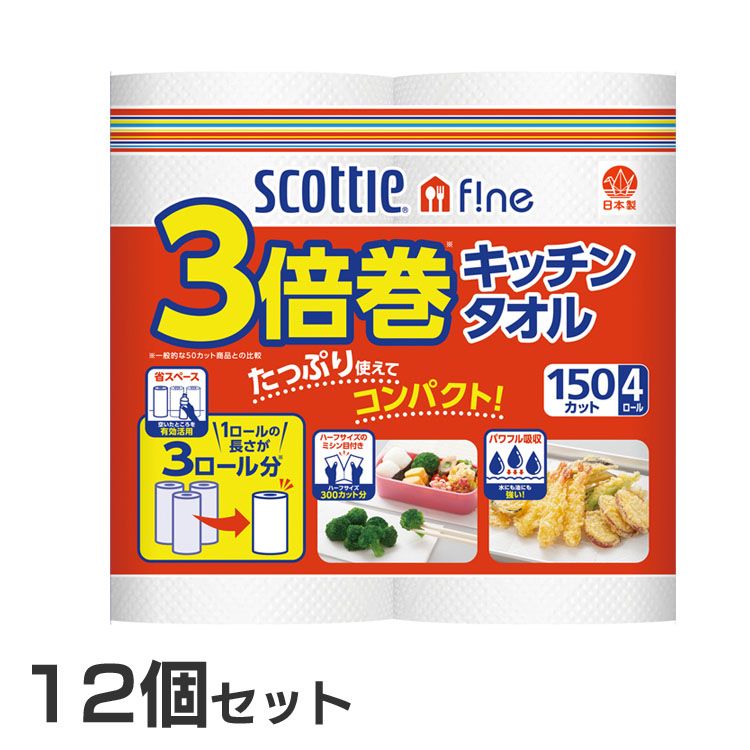 scottie® f!ne
日本製
3倍巻※
キッチン
タオル
※一般的な50カット商品との比較
たっぷり使えて
コンパクト!
150カット 4ロール
省スペース
空いたところを
有効活用
1ロールの
長さが
3ロール分※
ハーフサイズの
ミシン目付き
ハーフサイズ
300カット分
パワフル吸収
水にも油にも
強い!
12個セット